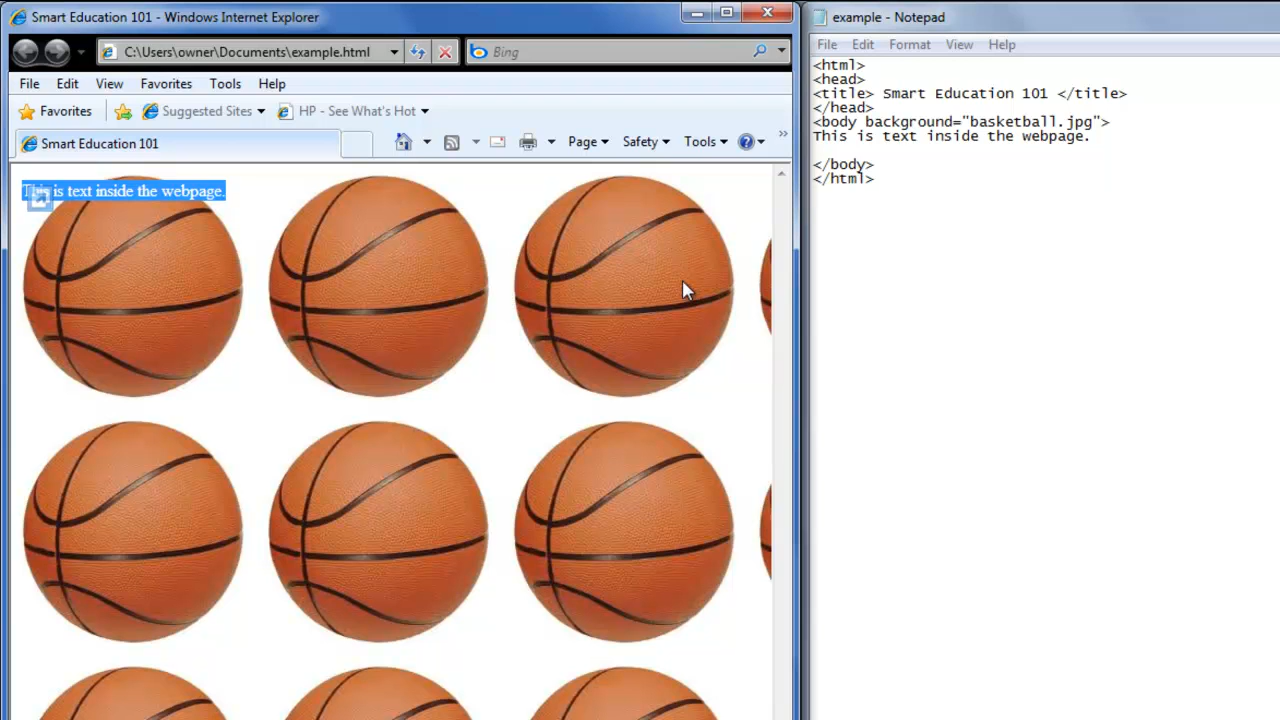 Smart Education 101 - Windows Internet Explorer
C:\Users\owner\Documents\example.html
Bing
File Edit View Favorites Tools Help
Favorites Suggested Sites HP - See What's Hot
Smart Education 101 Page Safety Tools »
This is text inside the webpage.
example - Notepad
File Edit Format View Help
<html>
<head>
<title> Smart Education 101 </title>
</head>
<body background="basketball.jpg">
This is text inside the webpage.
</body>
</html>